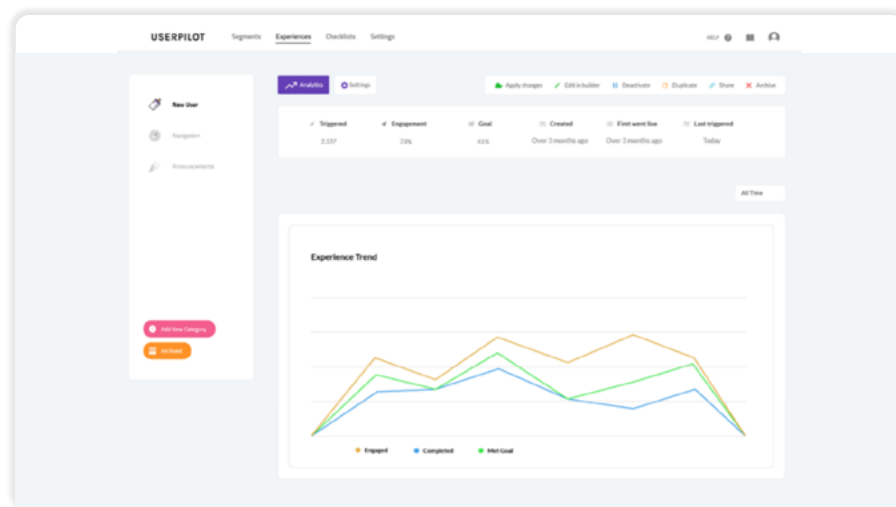 USERPILOT Segments Experiences Checklists Settings HELP
Analytics Settings Apply changes Edit in builder Deactivate Duplicate Share Archive
New User
Navigation
Announcements
Triggered Engagement Goal Created First went live Last triggered
2,137 73% 41% Over 3 months ago Over 3 months ago Today
All Time
Experience Trend
Add New Category
Archived
Engaged Completed Met Goal